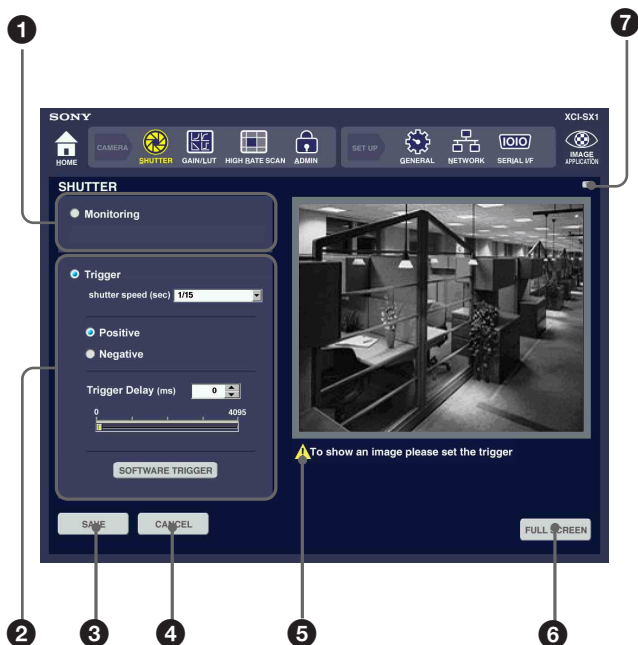 1
7
SONY
XCI-SX1
HOME
CAMERA
SHUTTER
GAIN/LUT
HIGH RATE SCAN
ADMIN
SET UP
GENERAL
NETWORK
IOIO
SERIAL I/F
IMAGE
APPLICATION
SHUTTER
Monitoring
Trigger
shutter speed (sec) 1/15
Positive
Negative
Trigger Delay (ms) 0
0 4095
SOFTWARE TRIGGER
! To show an image please set the trigger
SAVE
CANCEL
FULL SCREEN
2
3
4
5
6